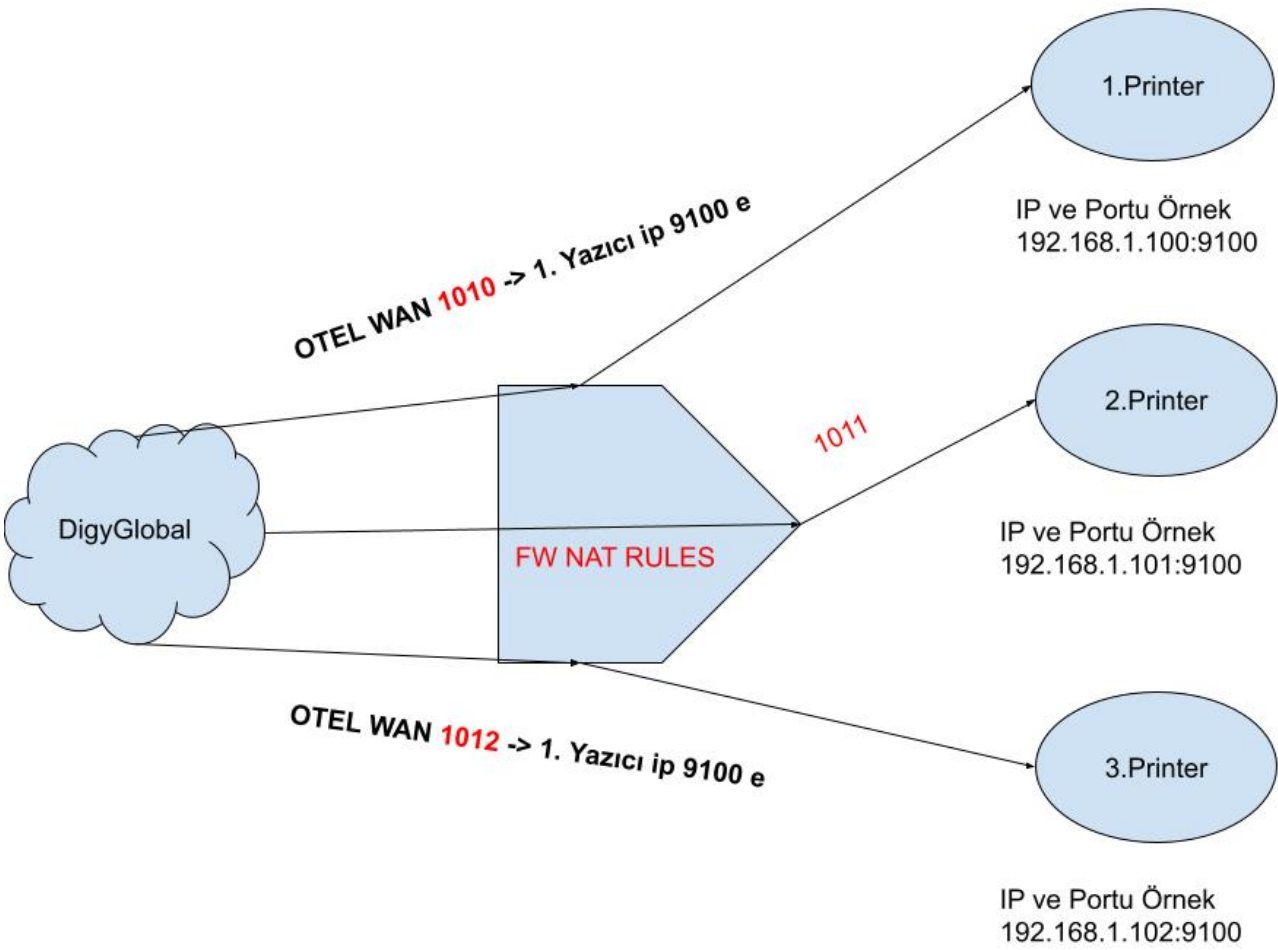 1.Printer
IP ve Portu Örnek
192.168.1.100:9100
OTEL WAN 1010 -> 1. Yazıcı ip 9100 e
2.Printer
1011
IP ve Portu Örnek
192.168.1.101:9100
DigyGlobal
FW NAT RULES
OTEL WAN 1012 -> 1. Yazıcı ip 9100 e
3.Printer
IP ve Portu Örnek
192.168.1.102:9100